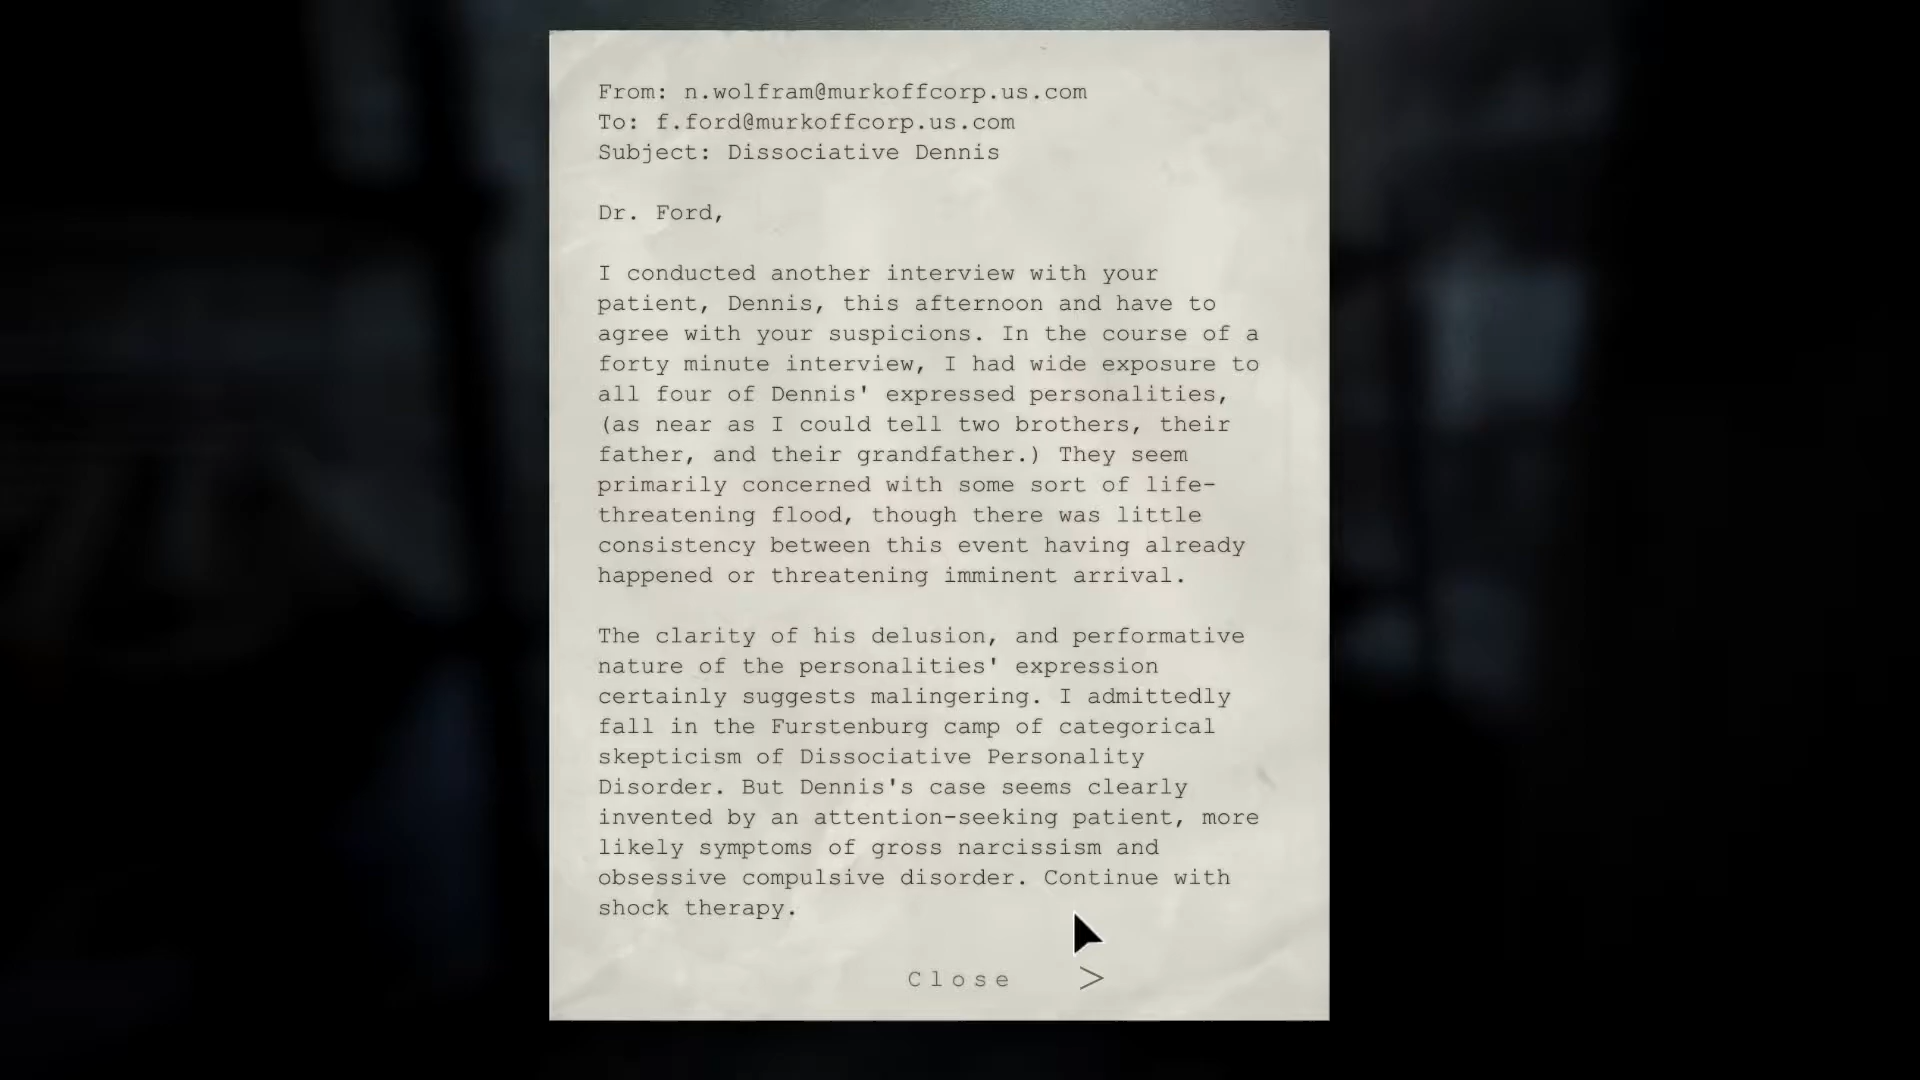 From: n.wolfram@murkoffcorp.us.com
To: f.ford@murkoffcorp.us.com
Subject: Dissociative Dennis
Dr. Ford,
I conducted another interview with your
patient, Dennis, this afternoon and have to
agree with your suspicions. In the course of a
forty minute interview, I had wide exposure to
all four of Dennis' expressed personalities,
(as near as I could tell two brothers, their
father, and their grandfather.) They seem
primarily concerned with some sort of life-
threatening flood, though there was little
consistency between this event having already
happened or threatening imminent arrival.
The clarity of his delusion, and performative
nature of the personalities' expression
certainly suggests malingering. I admittedly
fall in the Furstenburg camp of categorical
skepticism of Dissociative Personality
Disorder. But Dennis's case seems clearly
invented by an attention-seeking patient, more
likely symptoms of gross narcissism and
obsessive compulsive disorder. Continue with
shock therapy.
Close >